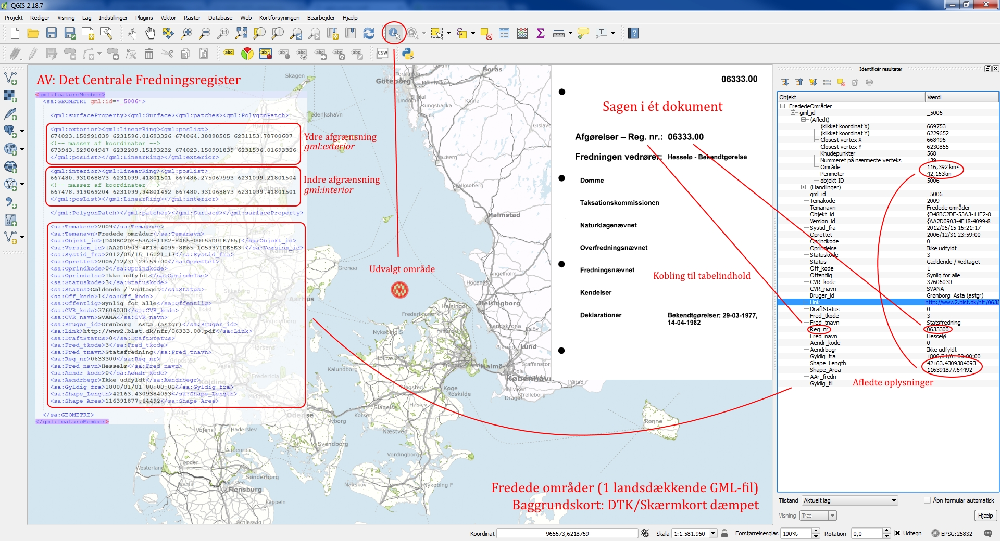 QGIS 2.18.7
Projekt Rediger Visning Lag Indstillinger Plugins Vektor Raster Database Web Kortforsyningen Bearbejder Hjælp
AV: Det Centrale Fredningsregister
<gml:featureMember>
<sa:GEOMETRI gml:id="_5006">
<gml:surfaceProperty><gml:Surface><gml:patches><gml:PolygonPatch>
<gml:exterior><gml:LinearRing><gml:posList>
674023.150991839 6231596.01693326 674064.38898505 6231153.70700607
<!-- masser af koordinater -->
673943.529004947 6232209.15193232 674023.150991839 6231596.01693326
</gml:posList></gml:LinearRing></gml:exterior>
Ydre afgrænsning
gml:exterior
<gml:interior><gml:LinearRing><gml:posList>
667480.931068873 6231099.41801501 667486.275067993 6231099.21801504
<!-- masser af koordinater -->
667478.919069204 6231099.94801492 667480.931068873 6231099.41801501
</gml:posList></gml:LinearRing></gml:interior>
Indre afgrænsning
gml:interior
</gml:PolygonPatch></gml:patches></gml:Surface></gml:surfaceProperty>
<sa:Temakode>2009</sa:Temakode>
<sa:Temanavn>Fredede områder</sa:Temanavn>
<sa:Objekt_id>{D48BC2DE-53A3-11E2-8465-00155D01E765}</sa:Objekt_id>
<sa:Version_id>{AA2D0903-4F18-4099-8F65-1C59371DE5E3}</sa:Version_id>
<sa:Systid_fra>2012/05/15 16:21:17</sa:Systid_fra>
<sa:Oprettet>2006/12/31 23:59:00</sa:Oprettet>
<sa:Oprindkode>0</sa:Oprindkode>
<sa:Oprindelse>Ikke udfyldt</sa:Oprindelse>
<sa:Statuskode>3</sa:Statuskode>
<sa:Status>Gældende / Vedtaget</sa:Status>
<sa:Off_kode>1</sa:Off_kode>
<sa:Offentlig>Synlig for alle</sa:Offentlig>
<sa:CVR_kode>37606030</sa:CVR_kode>
<sa:CVR_navn>SVANA</sa:CVR_navn>
<sa:Bruger_id>Grønborg Asta (astgr)</sa:Bruger_id>
<sa:Link>http://www2.blst.dk/nfr/06333.00.pdf</sa:Link>
<sa:DraftStatus>0</sa:DraftStatus>
<sa:Fred_tkode>3</sa:Fred_tkode>
<sa:Fred_tnavn>Statsfredning</sa:Fred_tnavn>
<sa:Reg_nr>0633300</sa:Reg_nr>
<sa:Fred_navn>Hesselø</sa:Fred_navn>
<sa:Aendr_kode>0</sa:Aendr_kode>
<sa:Aendrbegr>Ikke udfyldt</sa:Aendrbegr>
<sa:Gyldig_fra>1800/01/01 00:00:00</sa:Gyldig_fra>
<sa:Shape_Length>42163.4309384093</sa:Shape_Length>
<sa:Shape_Area>116391877.64492</sa:Shape_Area>
</sa:GEOMETRI>
</gml:featureMember>
Udvalgt område
Skagen
Frederikshavn
Göteborg
Borås
Mölnlycke
Kinna
Kungsbacka
Gislave
Varberg
Falkenberg
Halmstad
Ängelholm
Höganäs
Helsingborg
Landskrona
Eslöv
Bjärred
Lund
Staffanstorp
Malmö
Oxie
København
Ystad
Höllviken
Trelleborg
Dragør
Grenaa
Aarhus
Helsingør
Frederiksværk
Hillerød
Nykøbing S
Holbæk
Kalundborg
Ringsted
Køge
Roskilde
Haslev
Slagelse
Korsør
Næstved
Odense
Nyborg
Svendborg
Vordingborg
Nakskov
Nykøbing F
Vojens
Haderslev
Aabenraa
Tønder
Sønderborg
Westerland
Niebüll
Harrislee
Flensburg
Kappeln
Schleswig
Rønne
06333.00
Sagen i ét dokument
Afgørelser – Reg. nr.: 06333.00
Fredningen vedrører: Hesselø - Bekendtgørelse
Domme
Taksationskommissionen
Naturklagenævnet
Overfredningsnævnet
Fredningsnævnet
Kobling til tabelindhold
Kendelser
Deklarationer Bekendtgørelser: 29-03-1977,
14-04-1982
Fredede områder (1 landsdækkende GML-fil)
Baggrundskort: DTK/Skærmkort dæmpet
Identificér resultater
Objekt Værdi
Fredede​Områder
gml_id _5006
(Afledt)
(klikket koordinat X) 669753
(klikket koordinat Y) 6229652
Closest vertex X 668496
Closest vertex Y 6230855
Knudepunkter 568
Nummeret på nærmeste verteks 139
Område 116,392 km²
Perimeter 42,163km
objekt-ID 5006
(Handlinger)
gml_id _5006
Temakode 2009
Temanavn Fredede områder
Objekt_id {D48BC2DE-53A3-11E2-8...
Version_id {AA2D0903-4F18-4099-8...
Systid_fra 2012/05/15 16:21:17
Oprettet 2006/12/31 23:59:00
Oprindkode 0
Oprindelse Ikke udfyldt
Statuskode 3
Status Gældende / Vedtaget
Off_kode 1
Offentlig Synlig for alle
CVR_kode 37606030
CVR_navn SVANA
Bruger_id Grønborg Asta (astgr)
Link http://www2.blst.dk/nfr/0633
DraftStatus 0
Fred_tkode 3
Fred_tnavn Statsfredning
Reg_nr 0633300
Fred_navn Hesselø
Aendr_kode 0
Aendrbegr Ikke udfyldt
Gyldig_fra 1800/01/01 00:00:00
Shape_Length 42163.4309384093
Shape_Area 116391877.64492
AAr_fredn
Gyldig_til
Afledte oplysninger
Tilstand Aktuelt lag Åbn formular automatisk
Visning Træ Hjælp
Koordinat 965673,6218769 Skala 1:1.581.950 Forstørrelsesglas 100% Rotation 0,0 Udtegn EPSG:25832